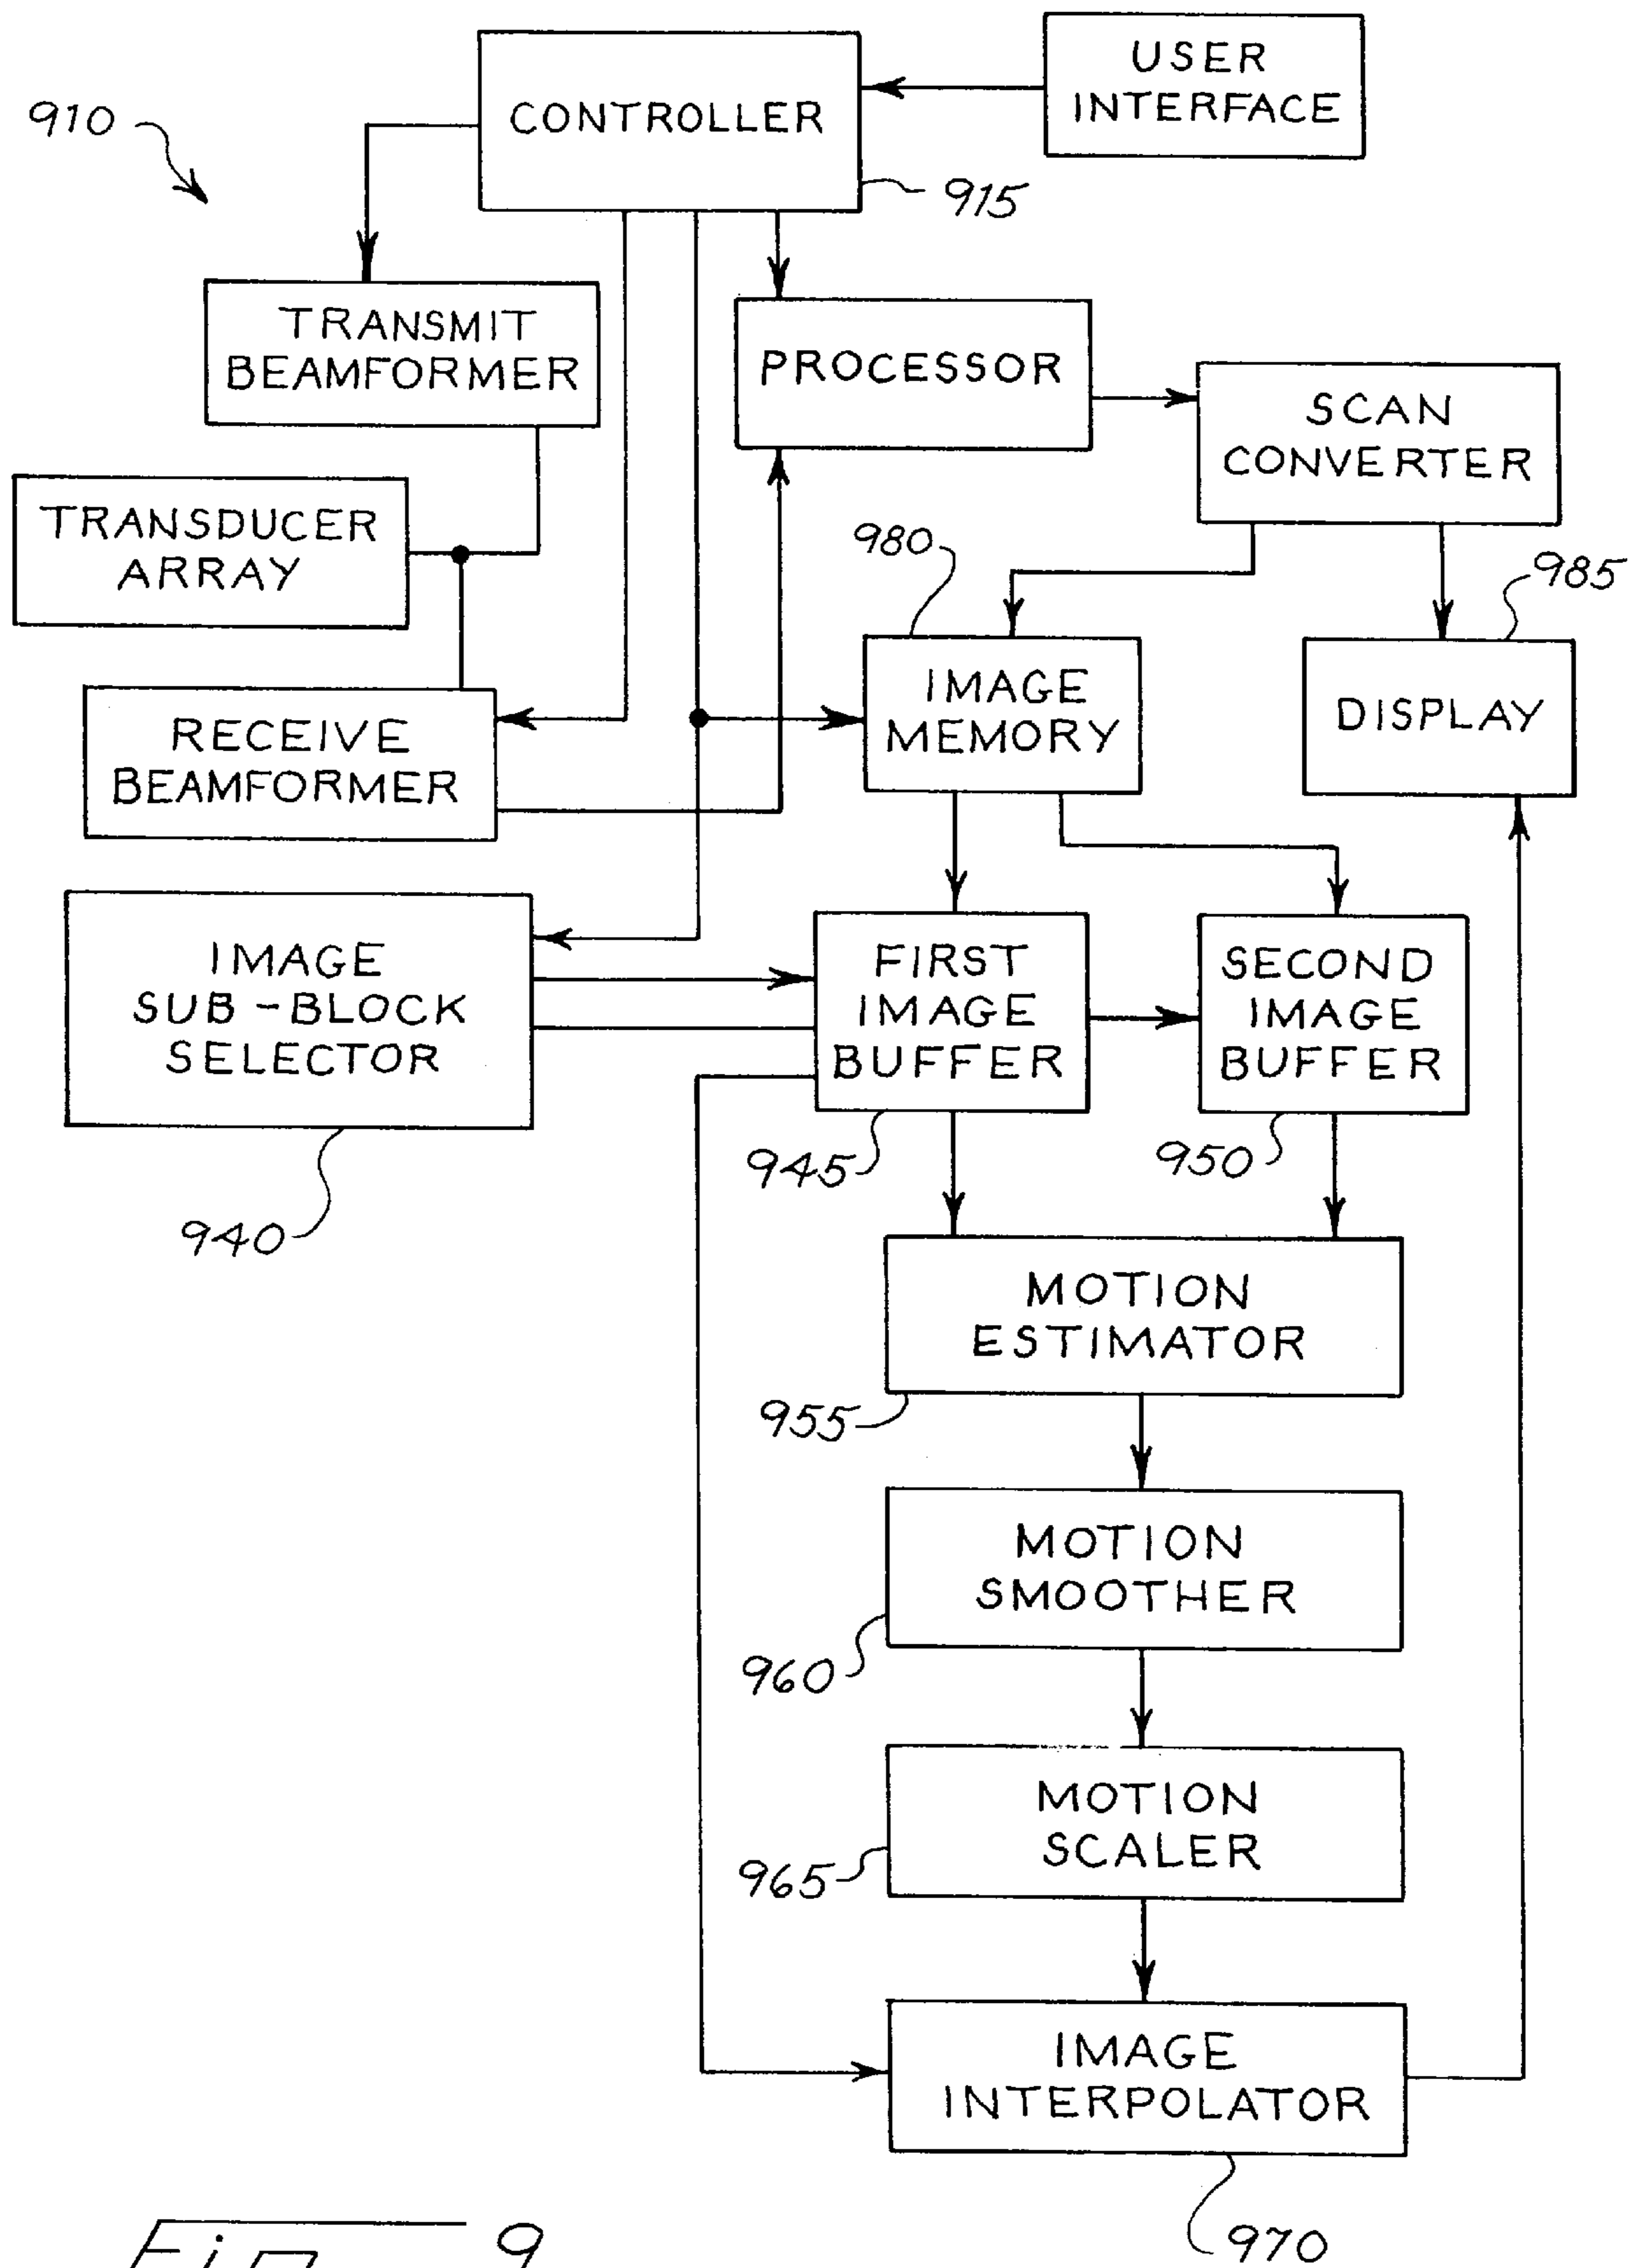 USER
INTERFACE
CONTROLLER
910
915
TRANSMIT
BEAMFORMER
PROCESSOR
SCAN
CONVERTER
TRANSDUCER
ARRAY
980
985
IMAGE
MEMORY
DISPLAY
RECEIVE
BEAMFORMER
IMAGE
SUB-BLOCK
SELECTOR
FIRST
IMAGE
BUFFER
SECOND
IMAGE
BUFFER
945
950
940
MOTION
ESTIMATOR
955
MOTION
SMOOTHER
960
MOTION
SCALER
965
IMAGE
INTERPOLATOR
970
Fig. 9